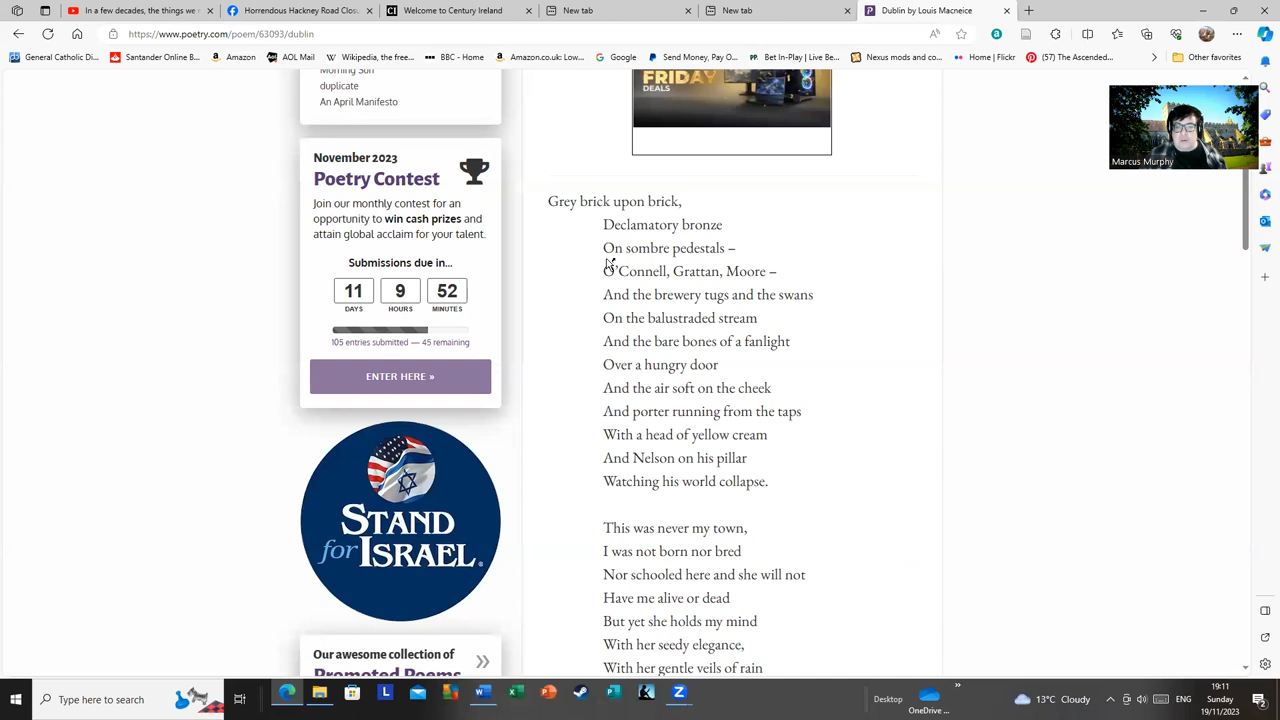 In a few decades, the things we
Horrendous Hackney Road Clos
Welcome to Century Ireland
New tab
New tab
Dublin by Louis Macneice
https://www.poetry.com/poem/63093/dublin
General Catholic Di...
Santander Online B...
Amazon
AOL Mail
Wikipedia, the free...
BBC - Home
Amazon.co.uk: Low...
Google
Send Money, Pay O...
Bet In-Play | Live Be...
Nexus mods and co...
Home | Flickr
(57) The Ascended...
Other favorites
Morning Son
duplicate
An April Manifesto
FRIDAY
DEALS
Marcus Murphy
November 2023
Poetry Contest
Join our monthly contest for an
opportunity to win cash prizes and
attain global acclaim for your talent.
Submissions due in...
11 9 52
DAYS HOURS MINUTES
105 entries submitted — 45 remaining
ENTER HERE »
STAND
for ISRAEL.
Our awesome collection of
Promoted Poems
»
Grey brick upon brick,
Declamatory bronze
On sombre pedestals –
O'Connell, Grattan, Moore –
And the brewery tugs and the swans
On the balustraded stream
And the bare bones of a fanlight
Over a hungry door
And the air soft on the cheek
And porter running from the taps
With a head of yellow cream
And Nelson on his pillar
Watching his world collapse.
This was never my town,
I was not born nor bred
Nor schooled here and she will not
Have me alive or dead
But yet she holds my mind
With her seedy elegance,
With her gentle veils of rain
Type here to search
Desktop
OneDrive ...
13°C Cloudy
ENG
19:11
Sunday
19/11/2023